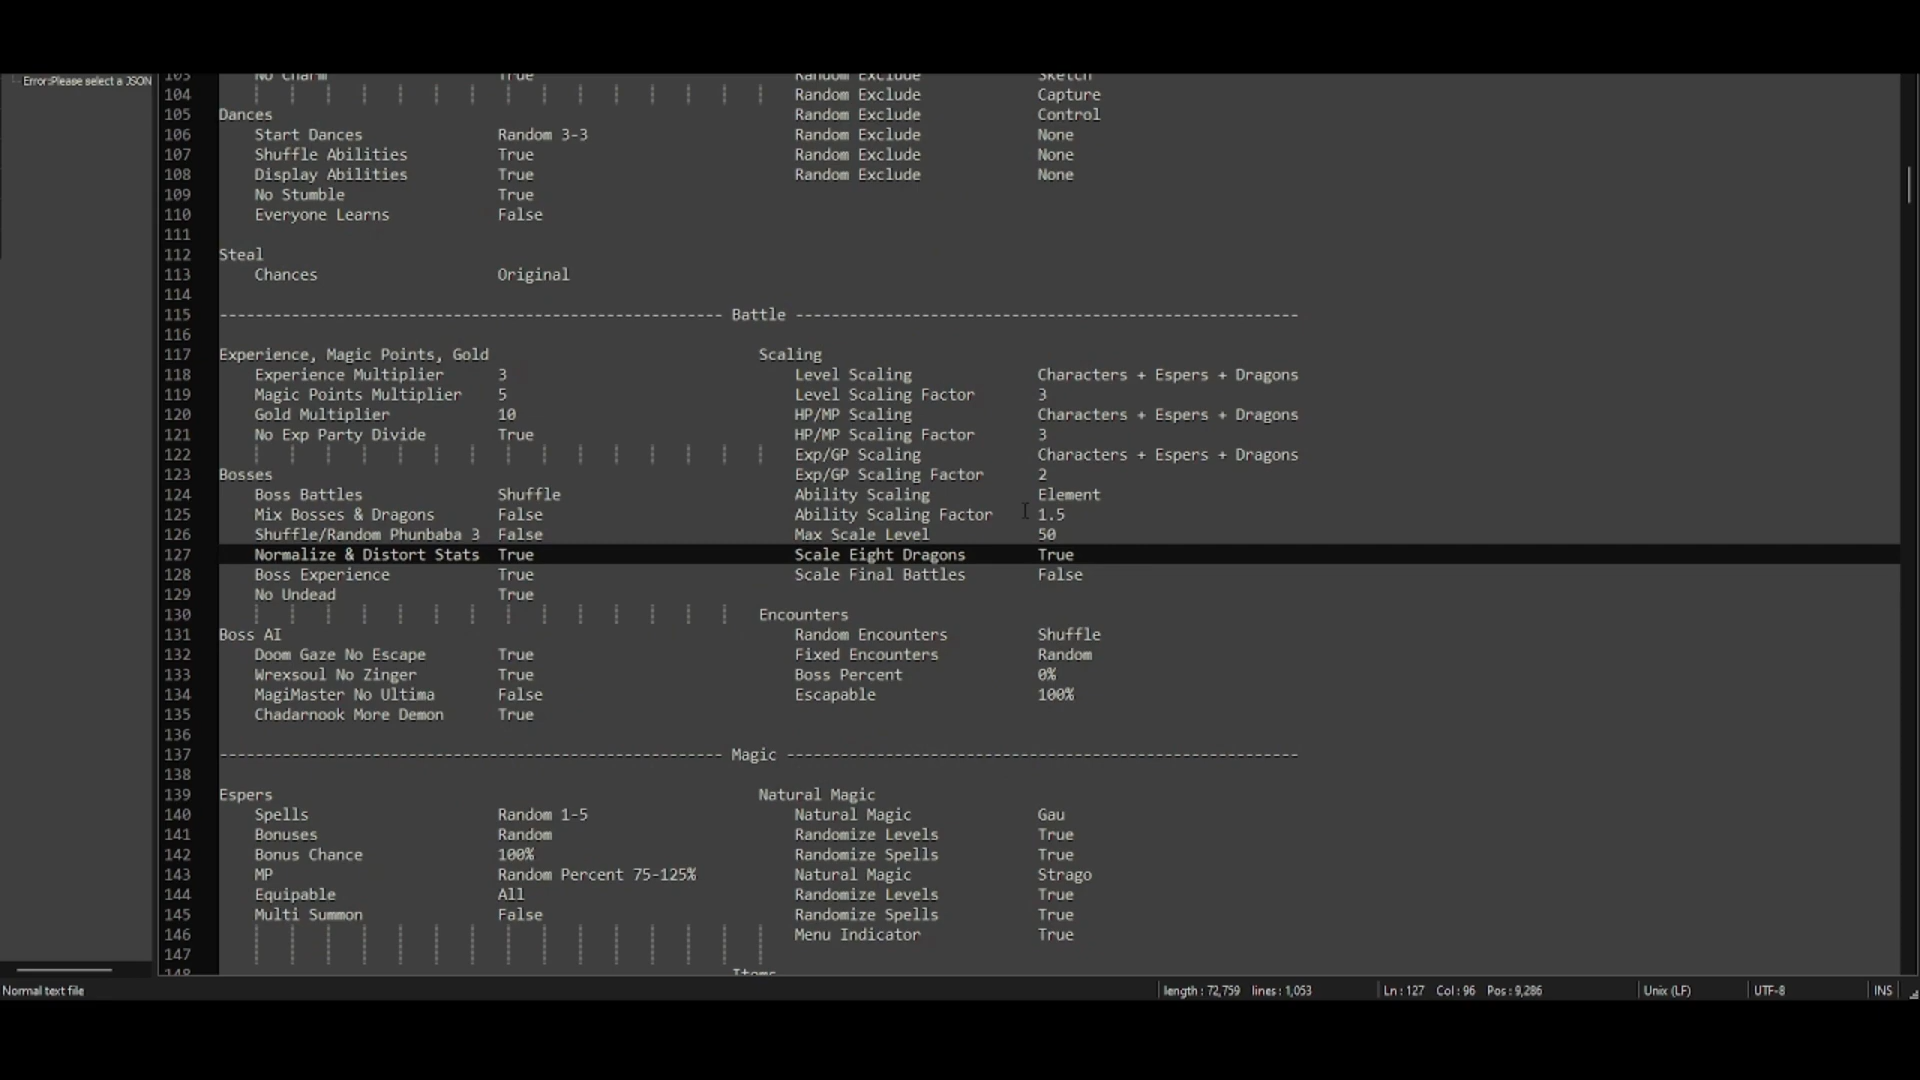 Error:Please select a JSON
103 No Charm True Random Exclude Sketch
104 Random Exclude Capture
105 Dances Random Exclude Control
106 Start Dances Random 3-3 Random Exclude None
107 Shuffle Abilities True Random Exclude None
108 Display Abilities True Random Exclude None
109 No Stumble True
110 Everyone Learns False
111
112 Steal
113 Chances Original
114
115 -------------------------------------------------------- Battle --------------------------------------------------------
116
117 Experience, Magic Points, Gold Scaling
118 Experience Multiplier 3 Level Scaling Characters + Espers + Dragons
119 Magic Points Multiplier 5 Level Scaling Factor 3
120 Gold Multiplier 10 HP/MP Scaling Characters + Espers + Dragons
121 No Exp Party Divide True HP/MP Scaling Factor 3
122 Exp/GP Scaling Characters + Espers + Dragons
123 Bosses Exp/GP Scaling Factor 2
124 Boss Battles Shuffle Ability Scaling Element
125 Mix Bosses & Dragons False Ability Scaling Factor 1.5
126 Shuffle/Random Phunbaba 3 False Max Scale Level 50
127 Normalize & Distort Stats True Scale Eight Dragons True
128 Boss Experience True Scale Final Battles False
129 No Undead True
130 Encounters
131 Boss AI Random Encounters Shuffle
132 Doom Gaze No Escape True Fixed Encounters Random
133 Wrexsoul No Zinger True Boss Percent 0%
134 MagiMaster No Ultima False Escapable 100%
135 Chadarnook More Demon True
136
137 -------------------------------------------------------- Magic ---------------------------------------------------------
138
139 Espers Natural Magic
140 Spells Random 1-5 Natural Magic Gau
141 Bonuses Random Randomize Levels True
142 Bonus Chance 100% Randomize Spells True
143 MP Random Percent 75-125% Natural Magic Strago
144 Equipable All Randomize Levels True
145 Multi Summon False Randomize Spells True
146 Menu Indicator True
147
148 Items
Normal text file length : 72,759 lines : 1,053 Ln : 127 Col : 96 Pos : 9,286 Unix (LF) UTF-8 INS